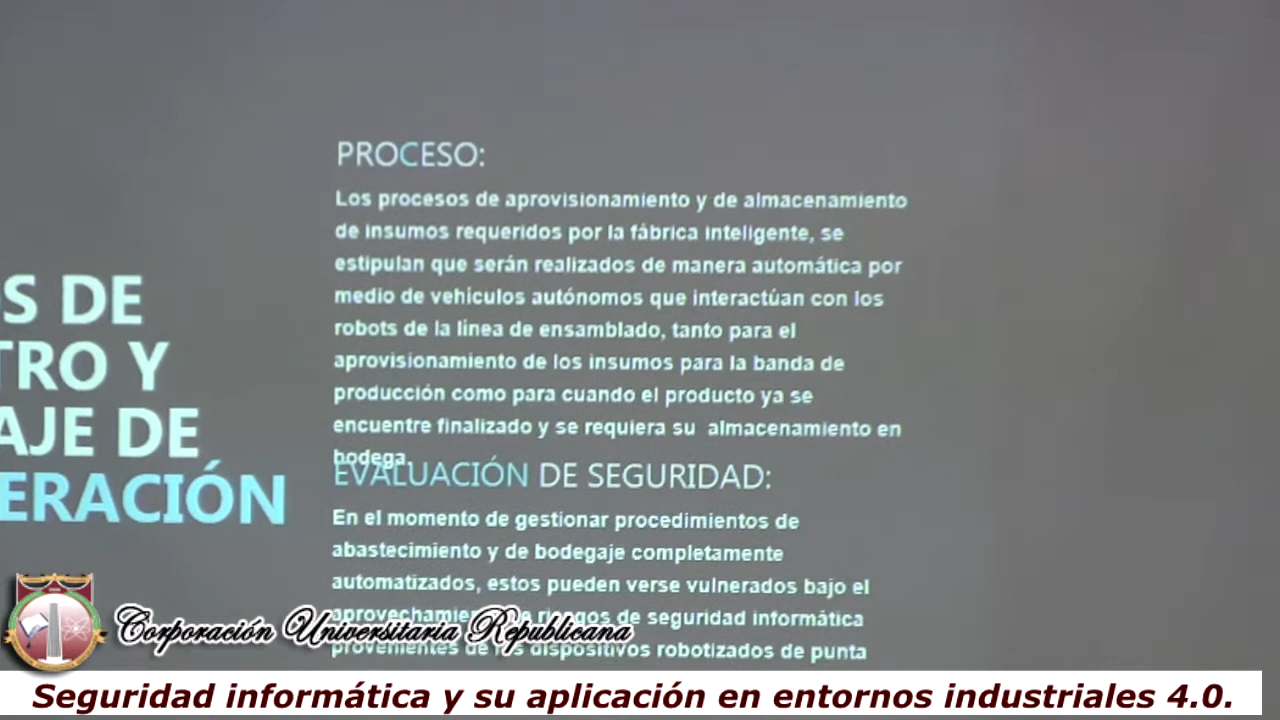 S DE
TRO Y
AJE DE
ERACIÓN
PROCESO:
Los procesos de aprovisionamiento y de almacenamiento
de insumos requeridos por la fábrica inteligente, se
estipulan que serán realizados de manera automática por
medio de vehículos autónomos que interactúan con los
robots de la línea de ensamblado, tanto para el
aprovisionamiento de los insumos para la banda de
producción como para cuando el producto ya se
encuentre finalizado y se requiera su almacenamiento en
bodega.
EVALUACIÓN DE SEGURIDAD:
En el momento de gestionar procedimientos de
abastecimiento y de bodegaje completamente
automatizados, estos pueden verse vulnerados bajo el
riesgos de seguridad informática
provenientes de los dispositivos robotizados de punta
Corporación Universitaria Republicana
Seguridad informática y su aplicación en entornos industriales 4.0.